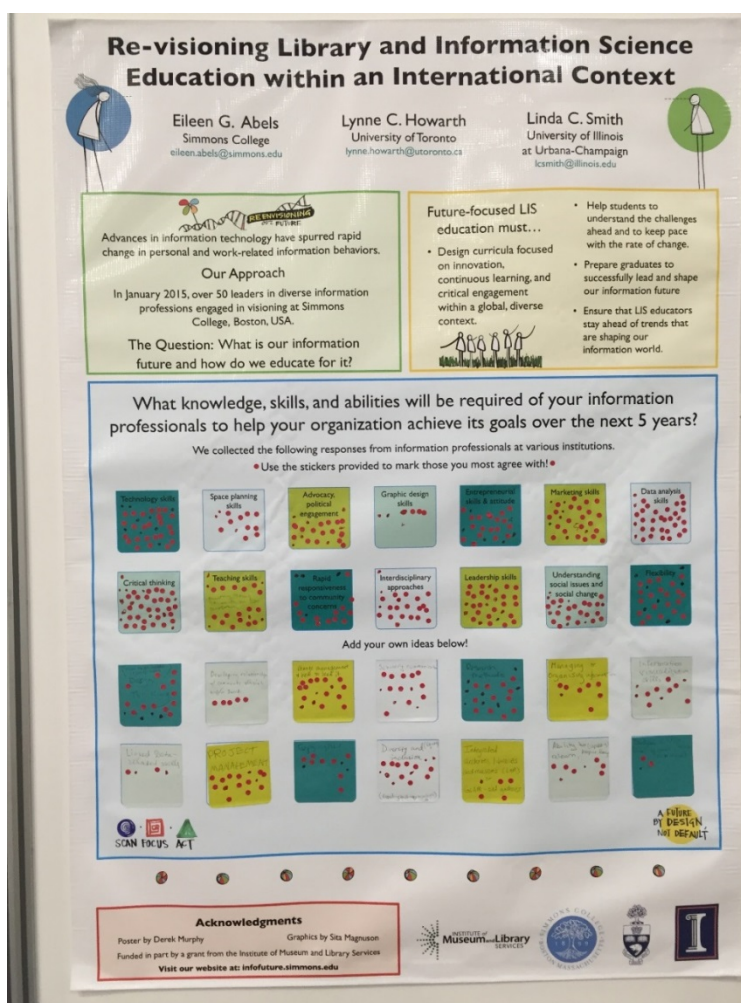 Re-visioning Library and Information Science
Education within an International Context
Eileen G. Abels
Simmons College
eileen.abels@simmons.edu
Lynne C. Howarth
University of Toronto
lynne.howarth@utoronto.ca
Linda C. Smith
University of Illinois
at Urbana-Champaign
lcsmith@illinois.edu
RE-ENVISIONING
FUTURE
Advances in information technology have spurred rapid
change in personal and work-related information behaviors.
Our Approach
In January 2015, over 50 leaders in diverse information
professions engaged in visioning at Simmons
College, Boston, USA.
The Question: What is our information
future and how do we educate for it?
Future-focused LIS
education must...
• Design curricula focused
on innovation,
continuous learning, and
critical engagement
within a global, diverse
context.
• Help students to
understand the challenges
ahead and to keep pace
with the rate of change.
• Prepare graduates to
successfully lead and shape
our information future
• Ensure that LIS educators
stay ahead of trends that
are shaping our
information world.
What knowledge, skills, and abilities will be required of your information
professionals to help your organization achieve its goals over the next 5 years?
We collected the following responses from information professionals at various institutions.
•Use the stickers provided to mark those you most agree with!•
Technology skills
Space planning
skills
Advocacy,
political
engagement
Graphic design
skills
Entrepreneurial
skills & attitude
Marketing skills
Data analysis
skills
Critical thinking
Teaching skills
Rapid
responsiveness
to community
concerns
Interdisciplinary
approaches
Leadership skills
Understanding
social issues and
social change
Flexibility
Add your own ideas below!
PROJECT
MANAGEMENT
Diversity and
SCAN FOCUS ACT
A FUTURE
BY DESIGN
NOT DEFAULT
Acknowledgments
Poster by Derek Murphy
Graphics by Sita Magnuson
Funded in part by a grant from the Institute of Museum and Library Services
Visit our website at: infofuture.simmons.edu
INSTITUTE of
Museum and Library
SERVICES